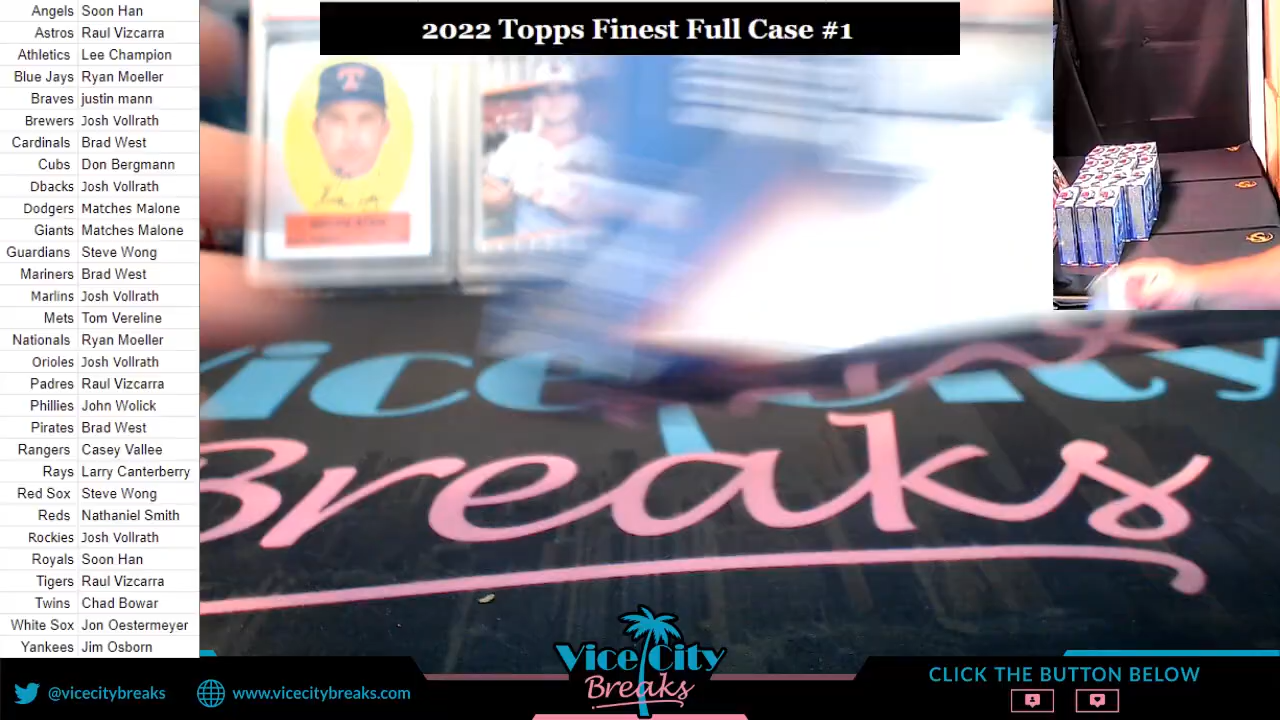 2022 Topps Finest Full Case #1
Angels Soon Han
Astros Raul Vizcarra
Athletics Lee Champion
Blue Jays Ryan Moeller
Braves justin mann
Brewers Josh Vollrath
Cardinals Brad West
Cubs Don Bergmann
Dbacks Josh Vollrath
Dodgers Matches Malone
Giants Matches Malone
Guardians Steve Wong
Mariners Brad West
Marlins Josh Vollrath
Mets Tom Vereline
Nationals Ryan Moeller
Orioles Josh Vollrath
Padres Raul Vizcarra
Phillies John Wolick
Pirates Brad West
Rangers Casey Vallee
Rays Larry Canterberry
Red Sox Steve Wong
Reds Nathaniel Smith
Rockies Josh Vollrath
Royals Soon Han
Tigers Raul Vizcarra
Twins Chad Bowar
White Sox Jon Oestermeyer
Yankees Jim Osborn
T
Vice City
Breaks
Vice City
Breaks
@vicecitybreaks
www.vicecitybreaks.com
CLICK THE BUTTON BELOW